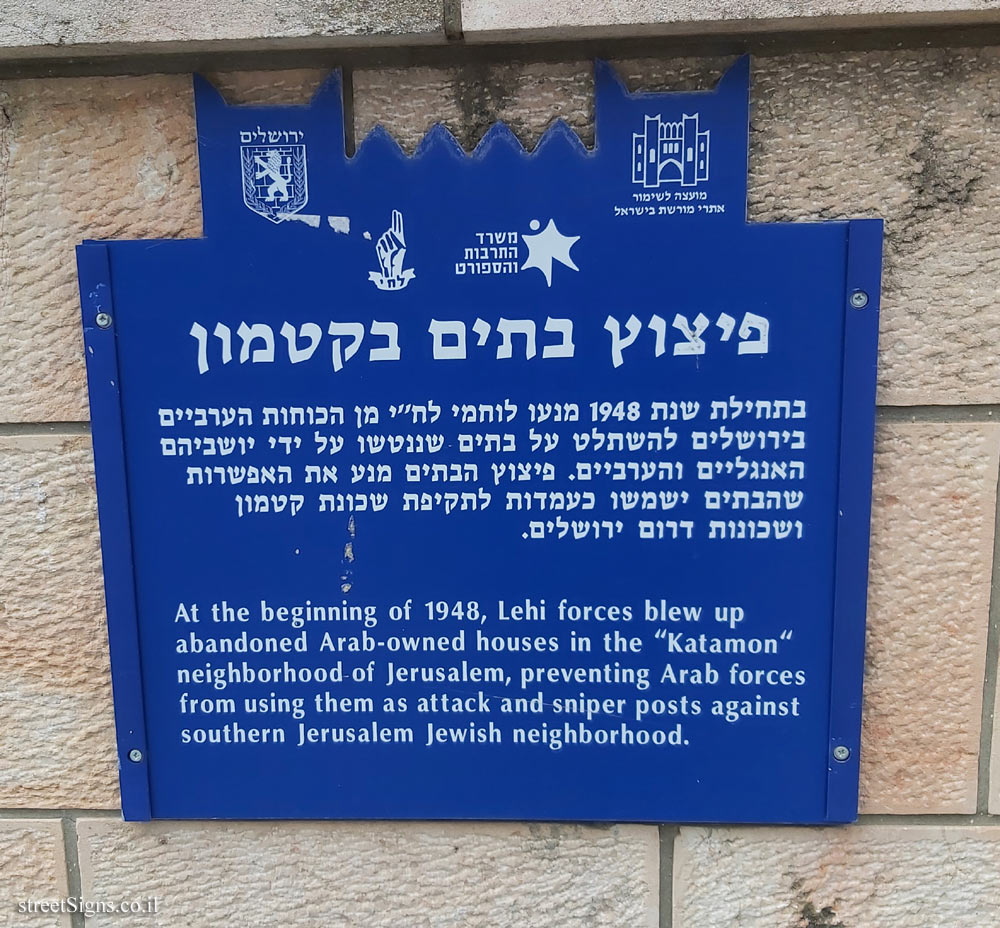 ירושלים
מועצה לשימור
אתרי מורשת בישראל
לחי
משרד
התרבות
והספורט
פיצוץ בתים בקטמון
בתחילת שנת 1948 מנעו לוחמי לח״י מן הכוחות הערביים
בירושלים להשתלט על בתים שננטשו על ידי יושביהם
האנגליים והערביים. פיצוץ הבתים מנע את האפשרות
שהבתים ישמשו כעמדות לתקיפת שכונת קטמון
ושכונות דרום ירושלים.
At the beginning of 1948, Lehi forces blew up
abandoned Arab-owned houses in the “Katamon“
neighborhood of Jerusalem, preventing Arab forces
from using them as attack and sniper posts against
southern Jerusalem Jewish neighborhood.
streetSigns.co.il